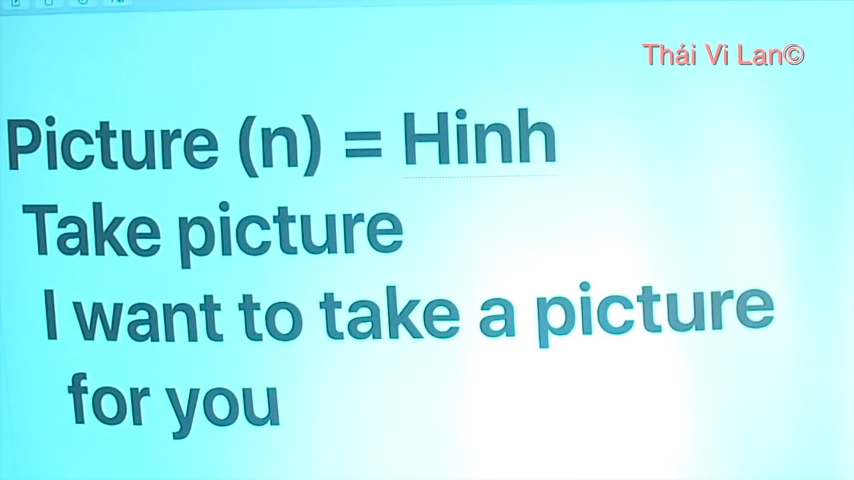 Thái Vi Lan©
Picture (n) = Hinh
Take picture
I want to take a picture
for you